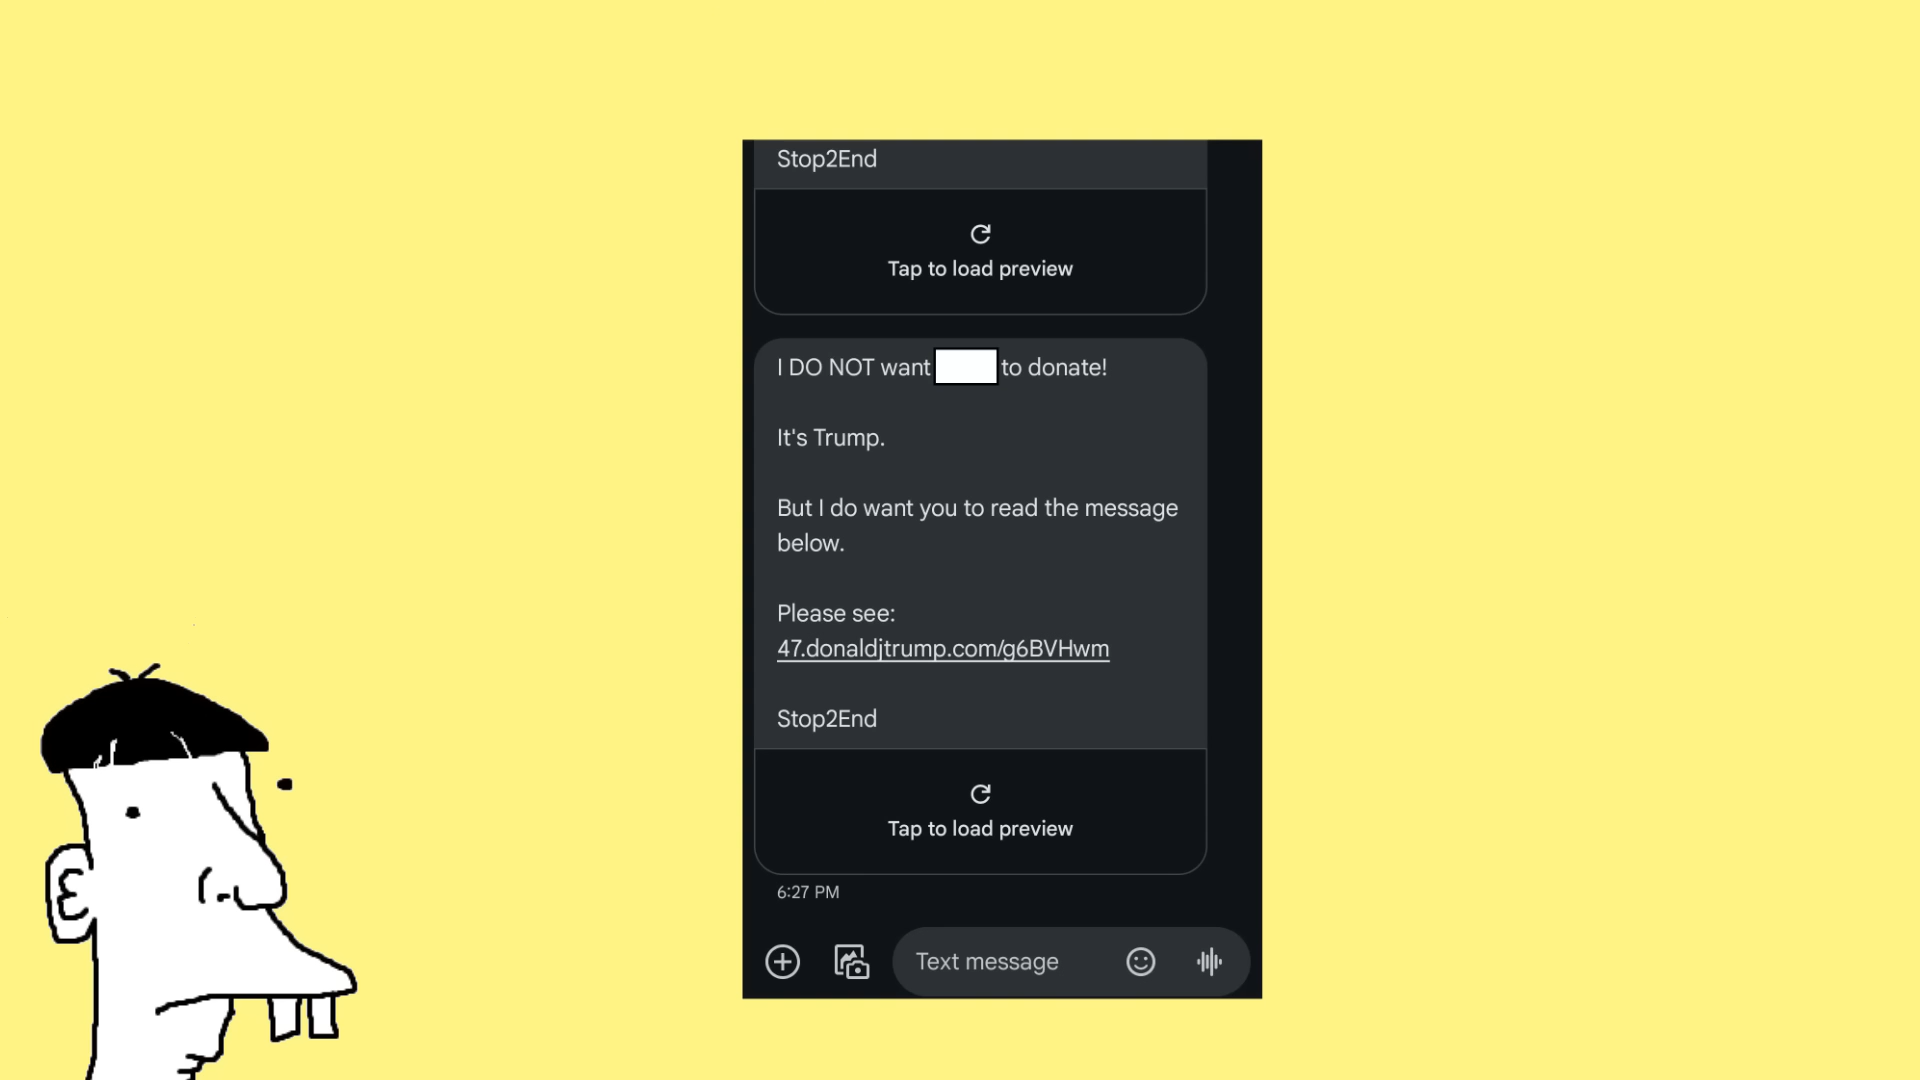 Stop2End
Tap to load preview
I DO NOT want to donate!
It's Trump.
But I do want you to read the message
below.
Please see:
47.donaldjtrump.com/g6BVHwm
Stop2End
Tap to load preview
6:27 PM
Text message